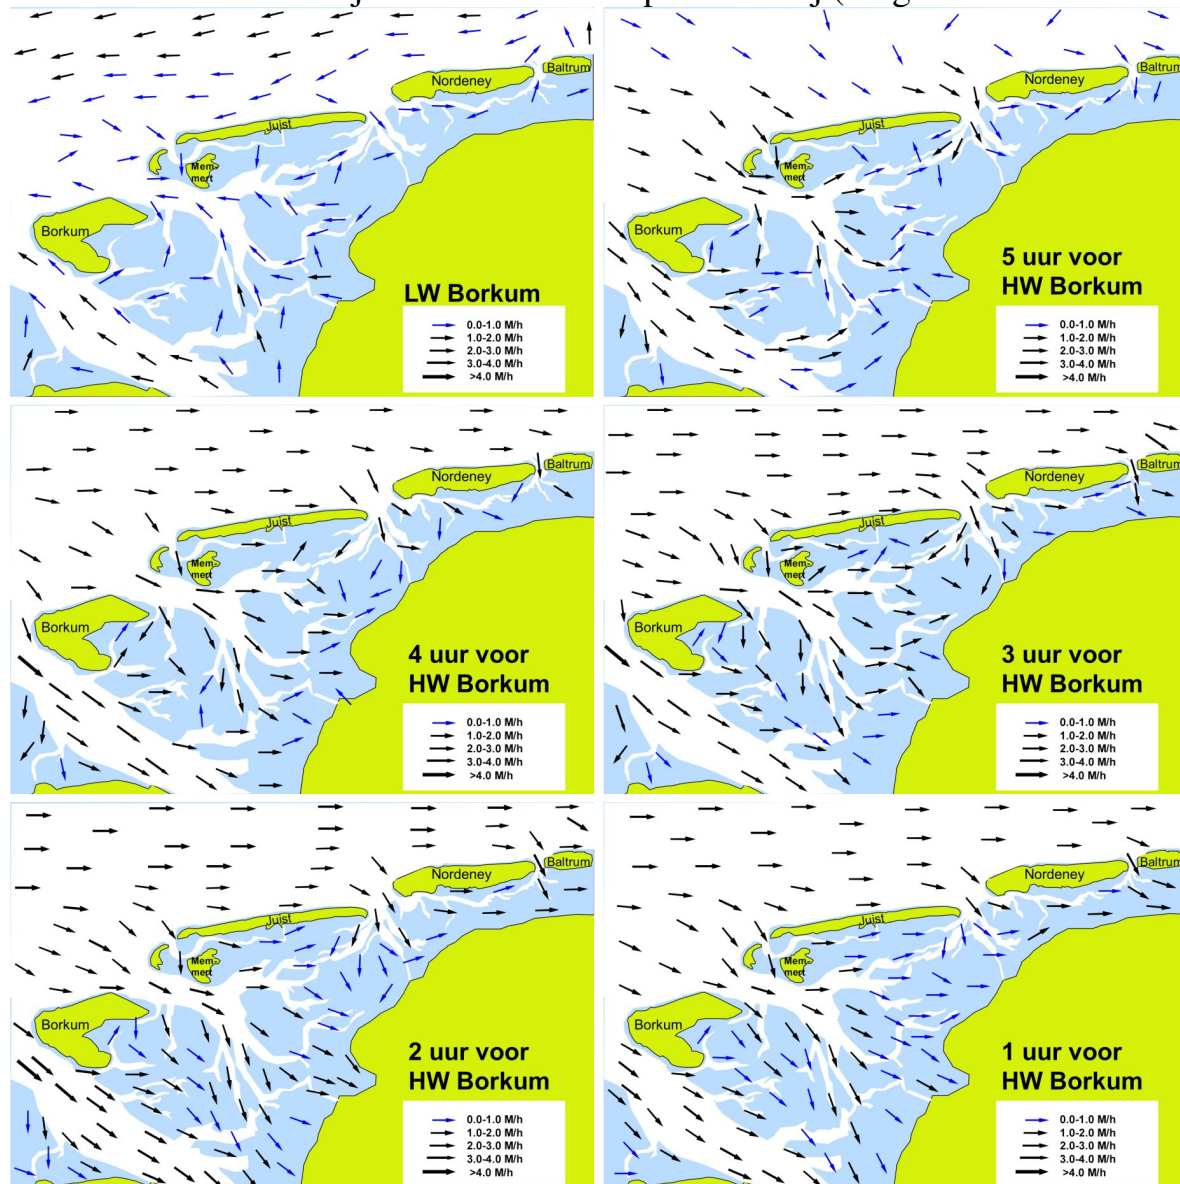 Nordeney
Baltrum
Juist
Mem-
mert
Borkum
LW Borkum
0.0-1.0 M/h
1.0-2.0 M/h
2.0-3.0 M/h
3.0-4.0 M/h
>4.0 M/h
Nordeney
Baltrum
Juist
Mem-
mert
Borkum
5 uur voor
HW Borkum
0.0-1.0 M/h
1.0-2.0 M/h
2.0-3.0 M/h
3.0-4.0 M/h
>4.0 M/h
Nordeney
Baltrum
Juist
Mem-
mert
Borkum
4 uur voor
HW Borkum
0.0-1.0 M/h
1.0-2.0 M/h
2.0-3.0 M/h
3.0-4.0 M/h
>4.0 M/h
Nordeney
Baltrum
Juist
Mem-
mert
Borkum
3 uur voor
HW Borkum
0.0-1.0 M/h
1.0-2.0 M/h
2.0-3.0 M/h
3.0-4.0 M/h
>4.0 M/h
Nordeney
Baltrum
Juist
Mem-
mert
Borkum
2 uur voor
HW Borkum
0.0-1.0 M/h
1.0-2.0 M/h
2.0-3.0 M/h
3.0-4.0 M/h
>4.0 M/h
Nordeney
Baltrum
Juist
Mem-
mert
Borkum
1 uur voor
HW Borkum
0.0-1.0 M/h
1.0-2.0 M/h
2.0-3.0 M/h
3.0-4.0 M/h
>4.0 M/h